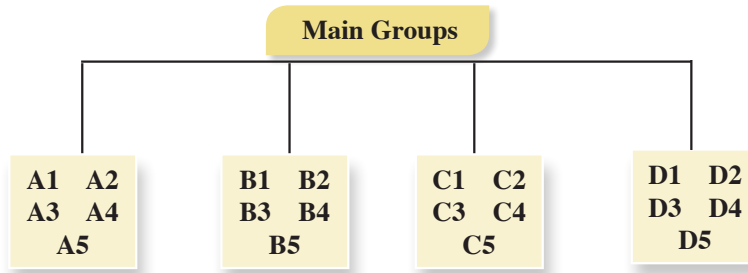 Main Groups
A1 A2
A3 A4
A5
B1 B2
B3 B4
B5
C1 C2
C3 C4
C5
D1 D2
D3 D4
D5